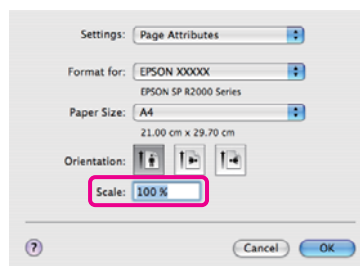 Settings: Page Attributes
Format for: EPSON XXXXX
EPSON SP R2000 Series
Paper Size: A4
21.00 cm x 29.70 cm
Orientation:
Scale: 100 %
? Cancel OK